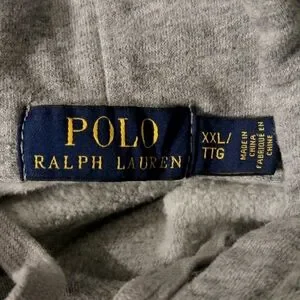 POLO
RALPH LAUREN
XXL/
TTG
MADE IN
CHINA
FABRIQUÉ EN
CHINE